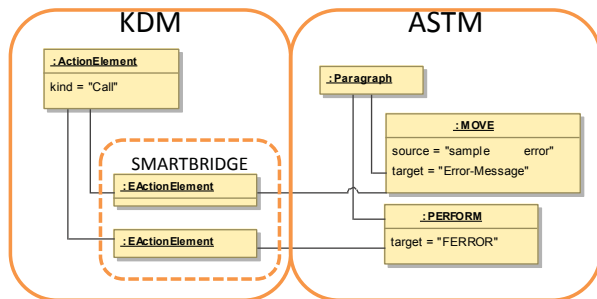 KDM
ASTM
: ActionElement
kind = "Call"
: Paragraph
: MOVE
source = "sample error"
target = "Error-Message"
SMARTBRIDGE
: EActionElement
: EActionElement
: PERFORM
target = "FERROR"